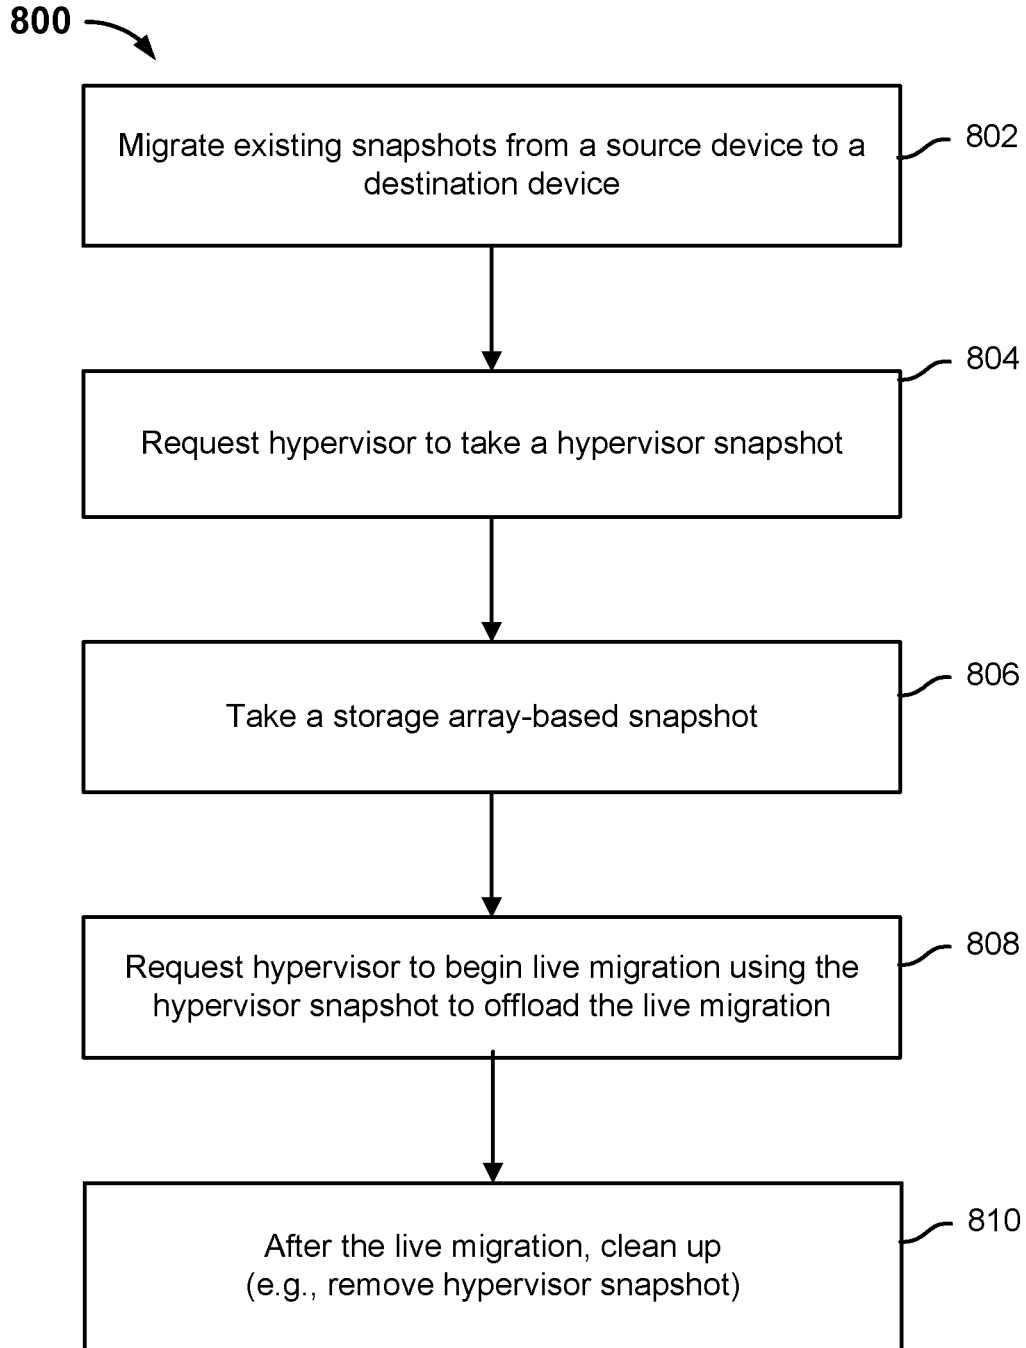 800
Migrate existing snapshots from a source device to a
destination device
802
Request hypervisor to take a hypervisor snapshot
804
Take a storage array-based snapshot
806
Request hypervisor to begin live migration using the
hypervisor snapshot to offload the live migration
808
After the live migration, clean up
(e.g., remove hypervisor snapshot)
810